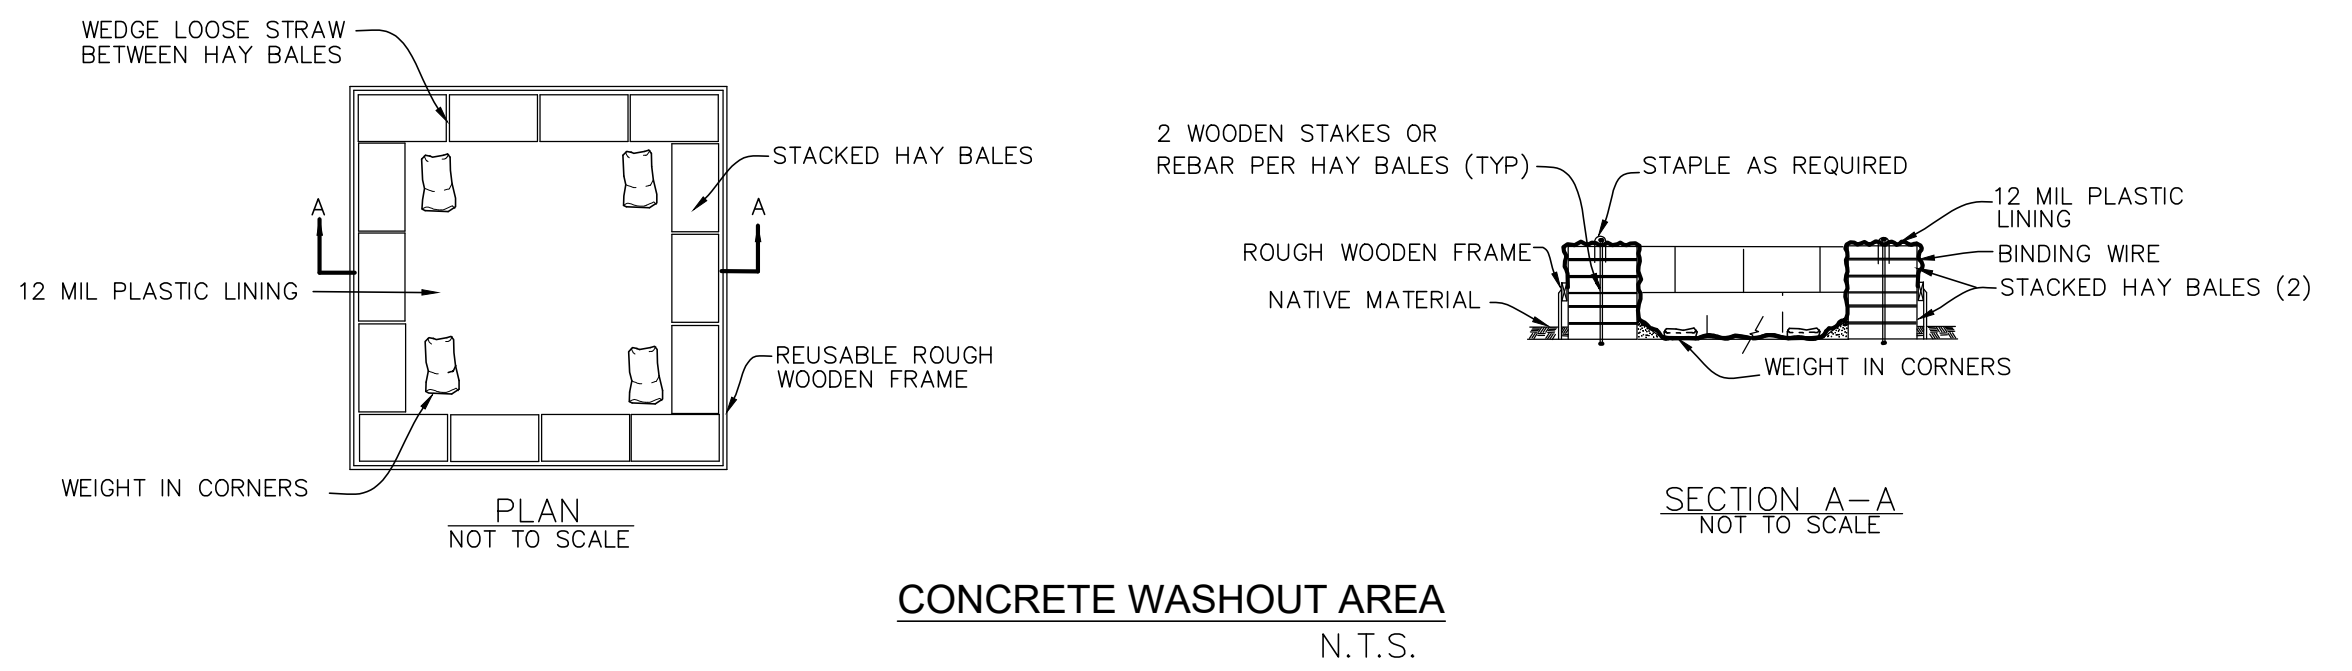 WEDGE LOOSE STRAW
BETWEEN HAY BALES
STACKED HAY BALES
A
A
12 MIL PLASTIC LINING
REUSABLE ROUGH
WOODEN FRAME
WEIGHT IN CORNERS
PLAN
NOT TO SCALE
2 WOODEN STAKES OR
REBAR PER HAY BALES (TYP)
STAPLE AS REQUIRED
12 MIL PLASTIC
LINING
ROUGH WOODEN FRAME
BINDING WIRE
NATIVE MATERIAL
STACKED HAY BALES (2)
WEIGHT IN CORNERS
SECTION A-A
NOT TO SCALE
CONCRETE WASHOUT AREA
N.T.S.